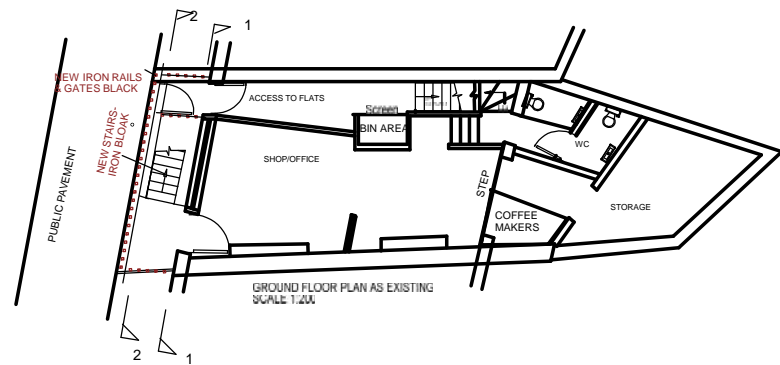 2
1
NEW IRON RAILS
& GATES BLACK
ACCESS TO FLATS
Screen
BIN AREA
NEW STAIRS-
IRON BLOAK
SHOP/OFFICE
WC
PUBLIC PAVEMENT
STEP
STORAGE
COFFEE
MAKERS
GROUND FLOOR PLAN AS EXISTING
SCALE 1:200
2
1